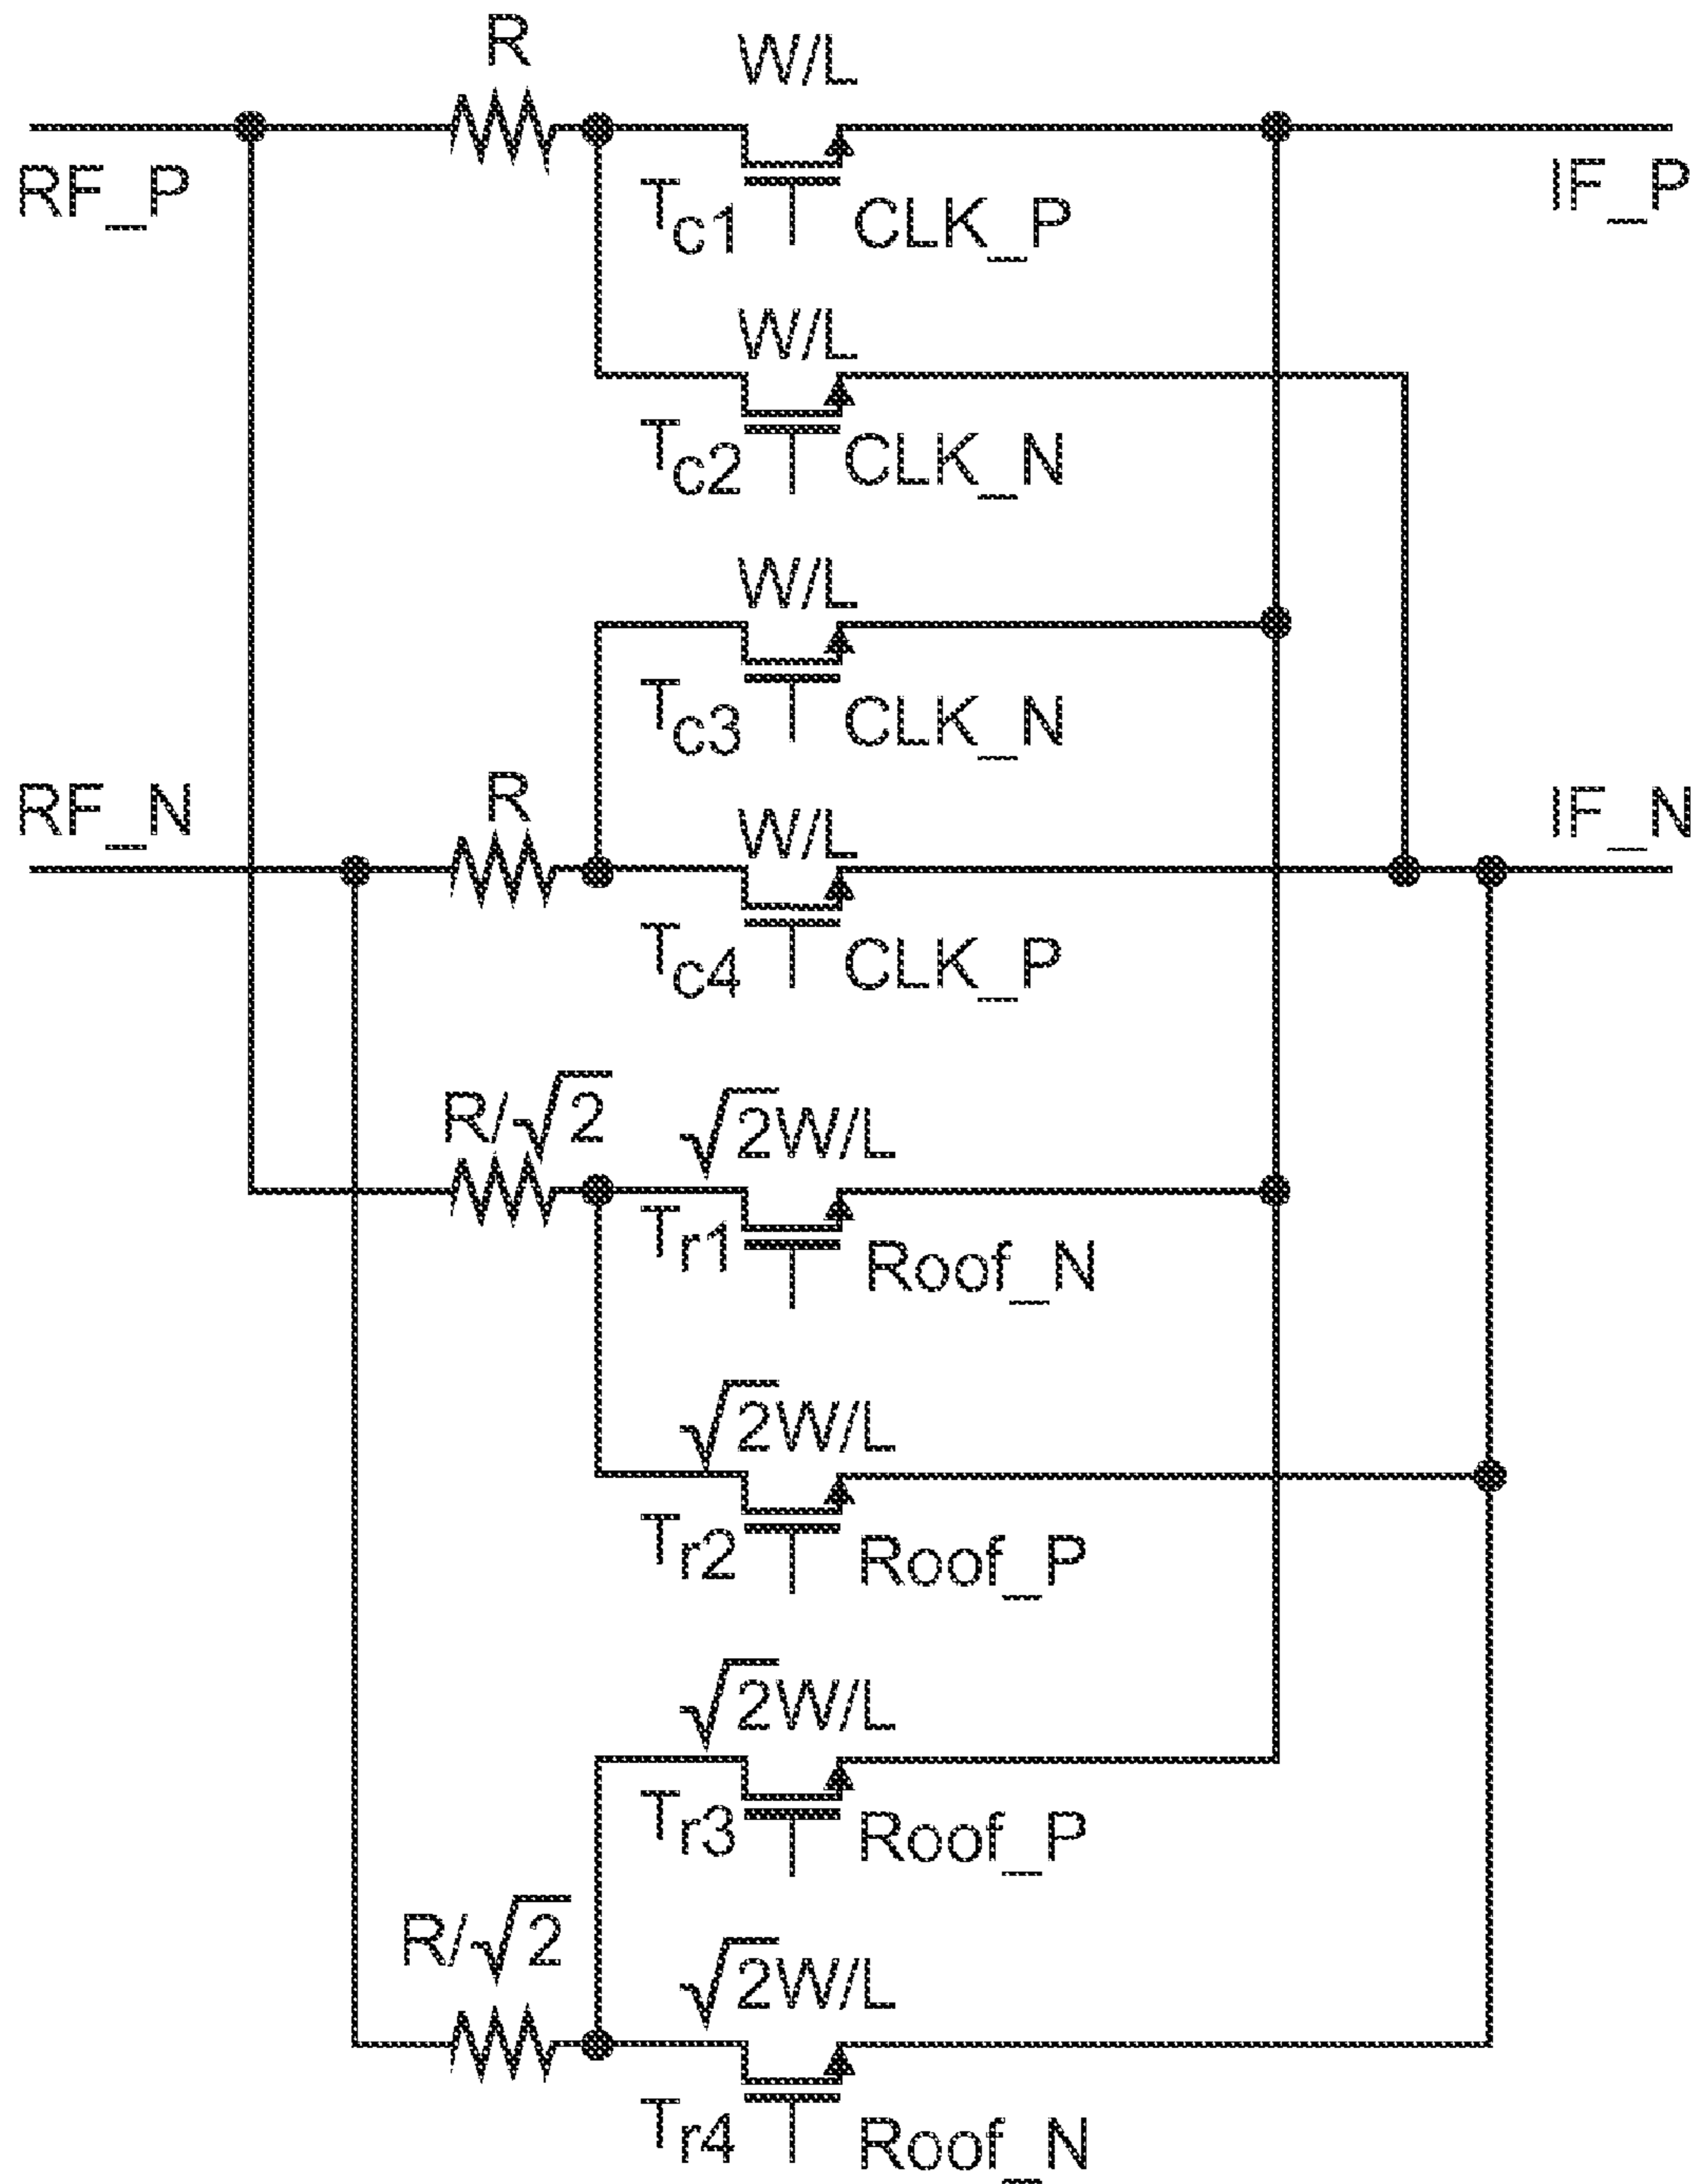 R
W/L
RF_P
IF_P
Tc1
CLK_P
W/L
Tc2
CLK_N
W/L
Tc3
CLK_N
RF_N
R
W/L
IF_N
Tc4
CLK_P
R/√2
√2W/L
Tr1
Roof_N
√2W/L
Tr2
Roof_P
√2W/L
Tr3
Roof_P
R/√2
√2W/L
Tr4
Roof_N